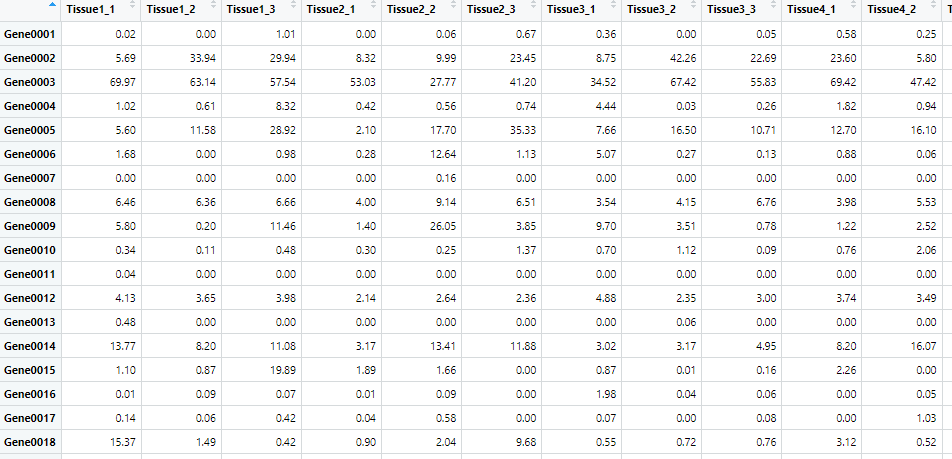 Tissue1_1 Tissue1_2 Tissue1_3 Tissue2_1 Tissue2_2 Tissue2_3 Tissue3_1 Tissue3_2 Tissue3_3 Tissue4_1 Tissue4_2
Gene0001 0.02 0.00 1.01 0.00 0.06 0.67 0.36 0.00 0.05 0.58 0.25
Gene0002 5.69 33.94 29.94 8.32 9.99 23.45 8.75 42.26 22.69 23.60 5.80
Gene0003 69.97 63.14 57.54 53.03 27.77 41.20 34.52 67.42 55.83 69.42 47.42
Gene0004 1.02 0.61 8.32 0.42 0.56 0.74 4.44 0.03 0.26 1.82 0.94
Gene0005 5.60 11.58 28.92 2.10 17.70 35.33 7.66 16.50 10.71 12.70 16.10
Gene0006 1.68 0.00 0.98 0.28 12.64 1.13 5.07 0.27 0.13 0.88 0.06
Gene0007 0.00 0.00 0.00 0.00 0.16 0.00 0.00 0.00 0.00 0.00 0.00
Gene0008 6.46 6.36 6.66 4.00 9.14 6.51 3.54 4.15 6.76 3.98 5.53
Gene0009 5.80 0.20 11.46 1.40 26.05 3.85 9.70 3.51 0.78 1.22 2.52
Gene0010 0.34 0.11 0.48 0.30 0.25 1.37 0.70 1.12 0.09 0.76 2.06
Gene0011 0.04 0.00 0.00 0.00 0.00 0.00 0.00 0.00 0.00 0.00 0.00
Gene0012 4.13 3.65 3.98 2.14 2.64 2.36 4.88 2.35 3.00 3.74 3.49
Gene0013 0.48 0.00 0.00 0.00 0.00 0.00 0.00 0.06 0.00 0.00 0.00
Gene0014 13.77 8.20 11.08 3.17 13.41 11.88 3.02 3.17 4.95 8.20 16.07
Gene0015 1.10 0.87 19.89 1.89 1.66 0.00 0.87 0.01 0.16 2.26 0.00
Gene0016 0.01 0.09 0.07 0.01 0.09 0.00 1.98 0.04 0.06 0.00 0.05
Gene0017 0.14 0.06 0.42 0.04 0.58 0.00 0.07 0.00 0.08 0.00 1.03
Gene0018 15.37 1.49 0.42 0.90 2.04 9.68 0.55 0.72 0.76 3.12 0.52